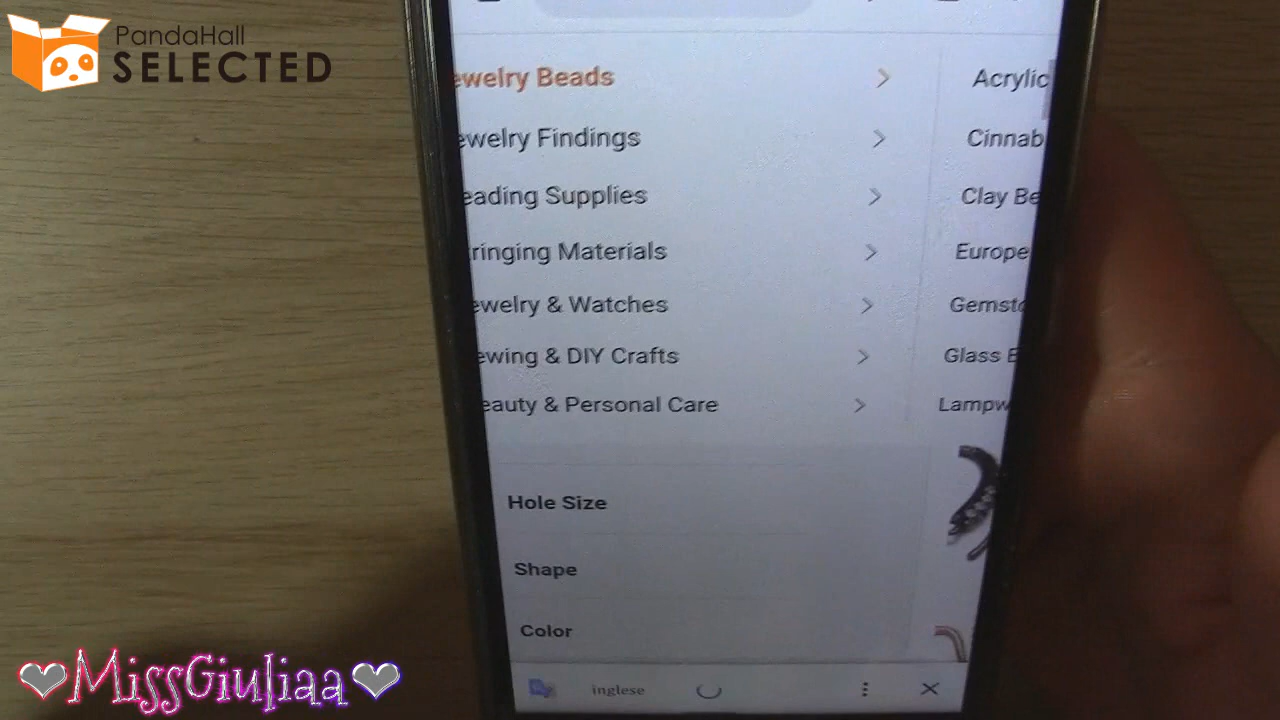 PandaHall
SELECTED
ewelry Beads
ewelry Findings
eading Supplies
tringing Materials
ewelry & Watches
ewing & DIY Crafts
eauty & Personal Care
Acrylic
Cinnab
Clay Be
Europe
Gemsto
Glass B
Lampw
Hole Size
Shape
Color
inglese
MissGiuliaa